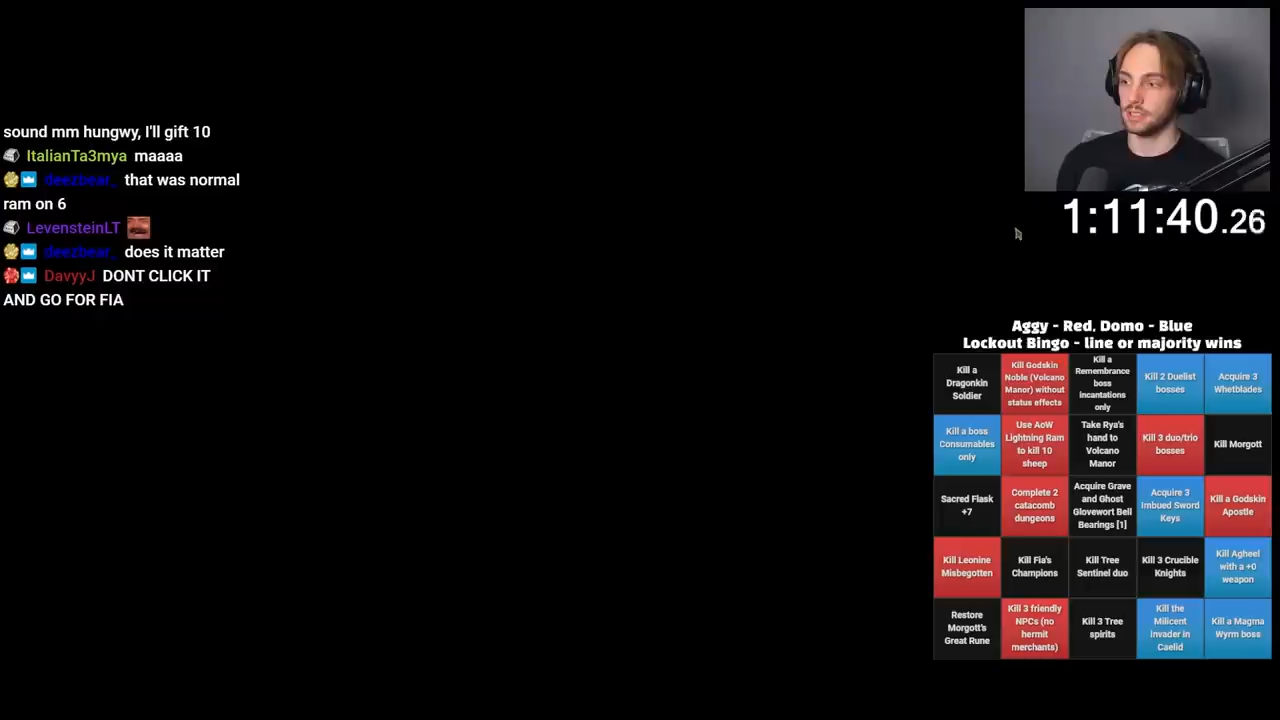 sound mm hungwy, I'll gift 10
ItalianTa3mya maaaa
deezbear_ that was normal
ram on 6
LevensteinLT
deezbear_ does it matter
DavyyJ DONT CLICK IT
AND GO FOR FIA
1:11:40.26
Aggy - Red, Domo - Blue
Lockout Bingo - line or majority wins
Kill a
Dragonkin
Soldier
Kill Godskin
Noble (Volcano
Manor) without
status effects
Kill a
Remembrance
boss
incantations
only
Kill 2 Duelist
bosses
Acquire 3
Whetblades
Kill a boss
Consumables
only
Use AoW
Lightning Ram
to kill 10
sheep
Take Rya's
hand to
Volcano
Manor
Kill 3 duo/trio
bosses
Kill Morgott
Sacred Flask
+7
Complete 2
catacomb
dungeons
Acquire Grave
and Ghost
Glovewort Bell
Bearings [1]
Acquire 3
Imbued Sword
Keys
Kill a Godskin
Apostle
Kill Leonine
Misbegotten
Kill Fia's
Champions
Kill Tree
Sentinel duo
Kill 3 Crucible
Knights
Kill Agheel
with a +0
weapon
Restore
Morgott's
Great Rune
Kill 3 friendly
NPCs (no
hermit
merchants)
Kill 3 Tree
spirits
Kill the
Milicent
invader in
Caelid
Kill a Magma
Wyrm boss